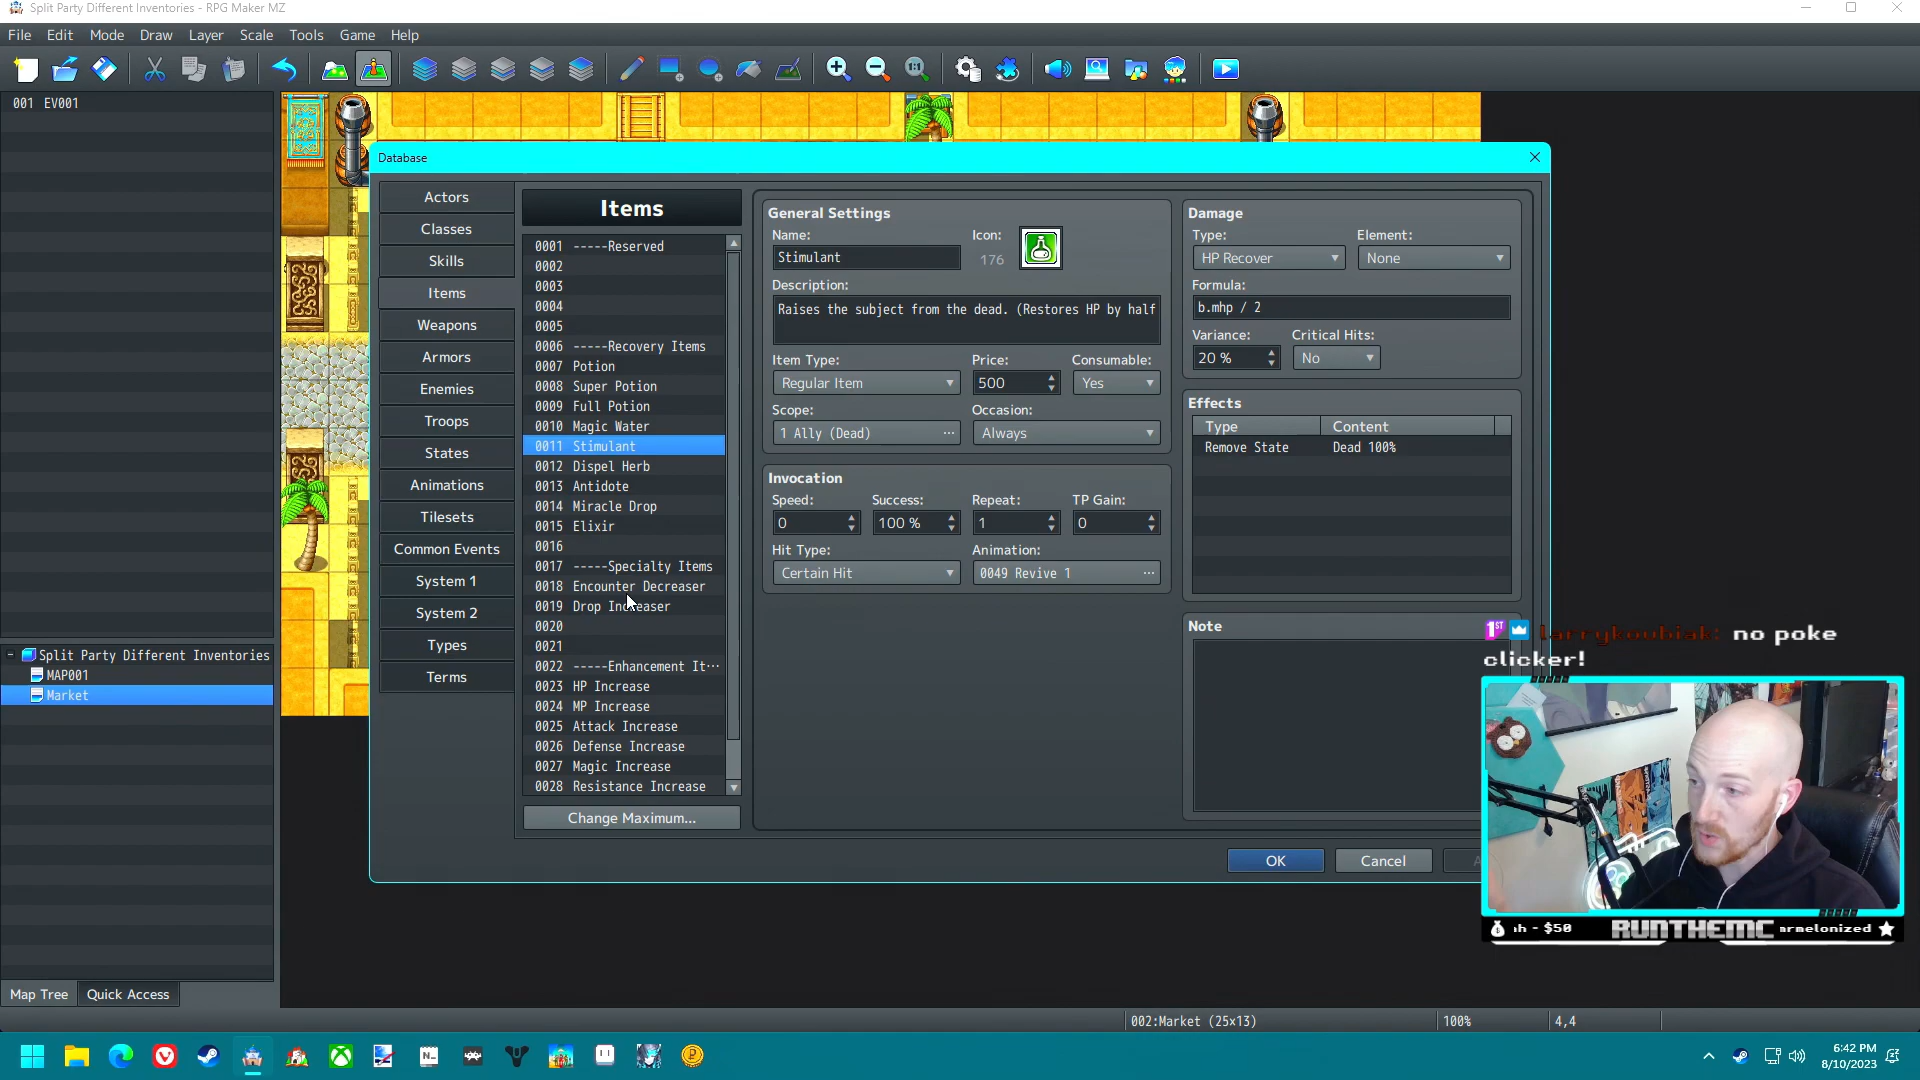 Split Party Different Inventories - RPG Maker MZ
File Edit Mode Draw Layer Scale Tools Game Help
001 EV001
Database
Actors
Classes
Skills
Items
Weapons
Armors
Enemies
Troops
States
Animations
Tilesets
Common Events
System 1
System 2
Types
Terms
Items
0001 -----Reserved
0002
0003
0004
0005
0006 -----Recovery Items
0007 Potion
0008 Super Potion
0009 Full Potion
0010 Magic Water
0011 Stimulant
0012 Dispel Herb
0013 Antidote
0014 Miracle Drop
0015 Elixir
0016
0017 -----Specialty Items
0018 Encounter Decreaser
0019 Drop Increaser
0020
0021
0022 -----Enhancement It···
0023 HP Increase
0024 MP Increase
0025 Attack Increase
0026 Defense Increase
0027 Magic Increase
0028 Resistance Increase
Change Maximum...
General Settings
Name: Icon:
Stimulant 176
Description:
Raises the subject from the dead. (Restores HP by half
Item Type: Price: Consumable:
Regular Item 500 Yes
Scope: Occasion:
1 Ally (Dead) ··· Always
Invocation
Speed: Success: Repeat: TP Gain:
0 100 % 1 0
Hit Type: Animation:
Certain Hit 0049 Revive 1 ···
Damage
Type: Element:
HP Recover None
Formula:
b.mhp / 2
Variance: Critical Hits:
20 % No
Effects
Type Content
Remove State Dead 100%
Note
OK Cancel
1ST larrykoubiak: no poke
clicker!
h - $50 RUNTHEMC armelonized
Split Party Different Inventories
MAP001
Market
Map Tree Quick Access
002:Market (25x13) 100% 4,4
6:42 PM
8/10/2023